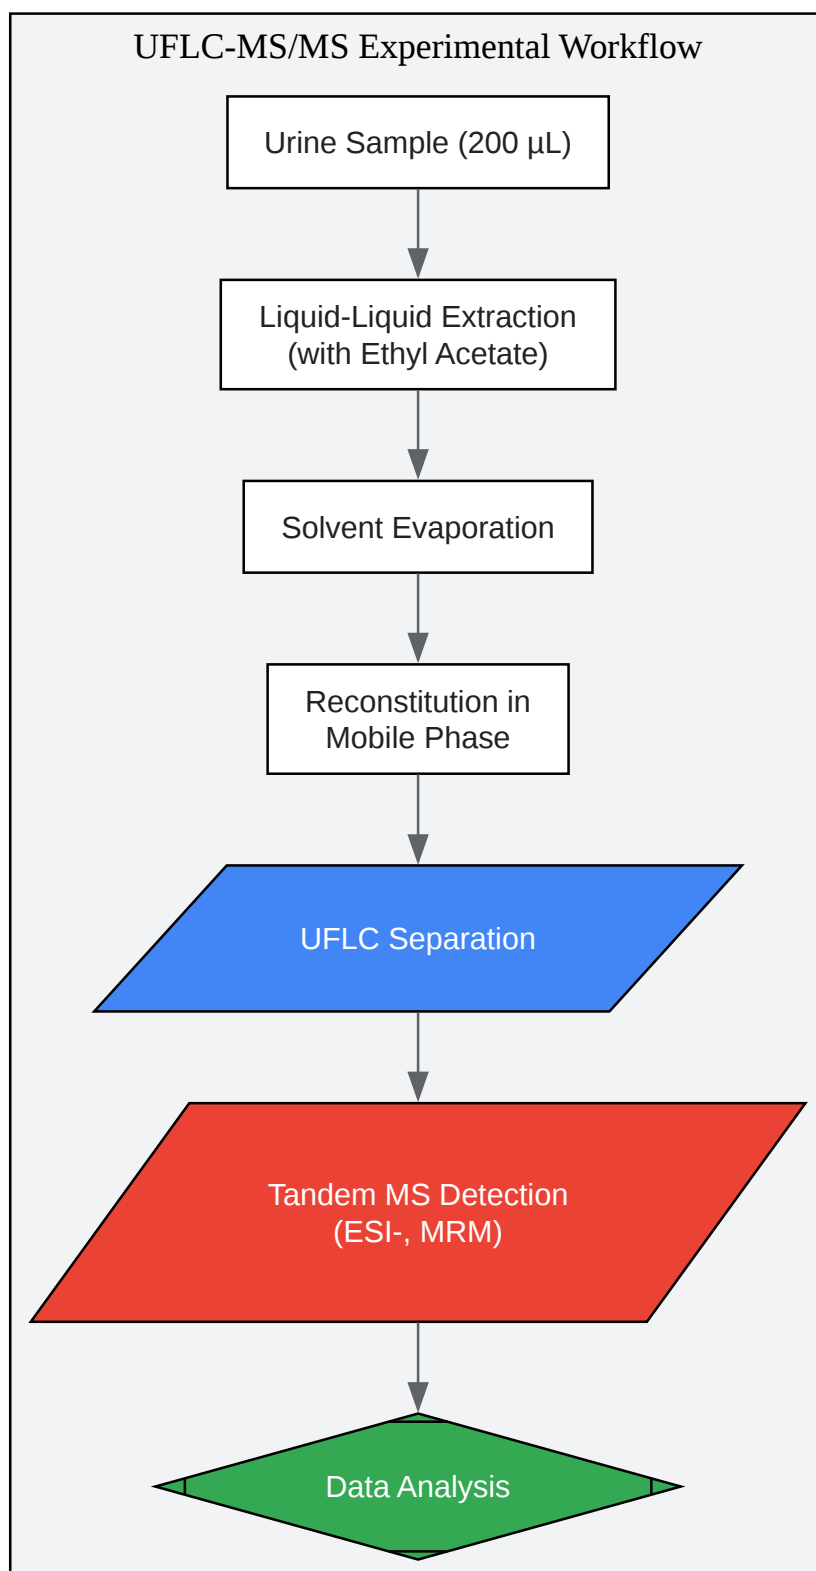 UFLC-MS/MS Experimental Workflow
Urine Sample (200 µL)
Liquid-Liquid Extraction
(with Ethyl Acetate)
Solvent Evaporation
Reconstitution in
Mobile Phase
UFLC Separation
Tandem MS Detection
(ESI-, MRM)
Data Analysis